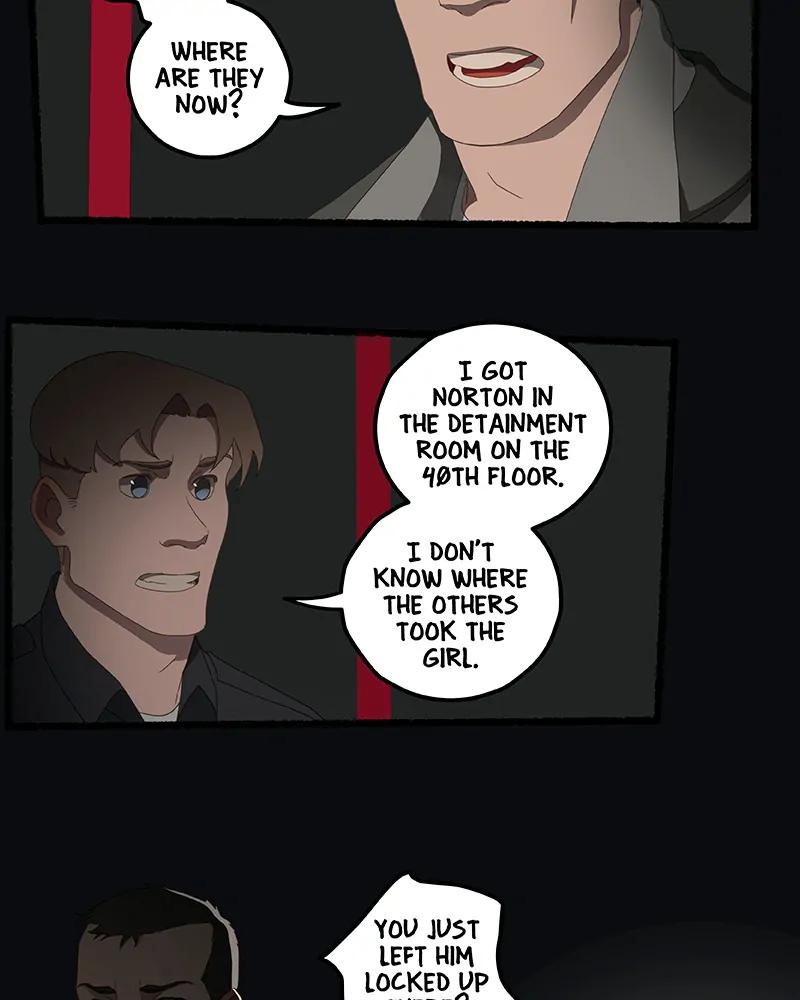 WHERE
ARE THEY
NOW?
I GOT
NORTON IN
THE DETAINMENT
ROOM ON THE
40TH FLOOR.
I DON'T
KNOW WHERE
THE OTHERS
TOOK THE
GIRL.
YOU JUST
LEFT HIM
LOCKED UP